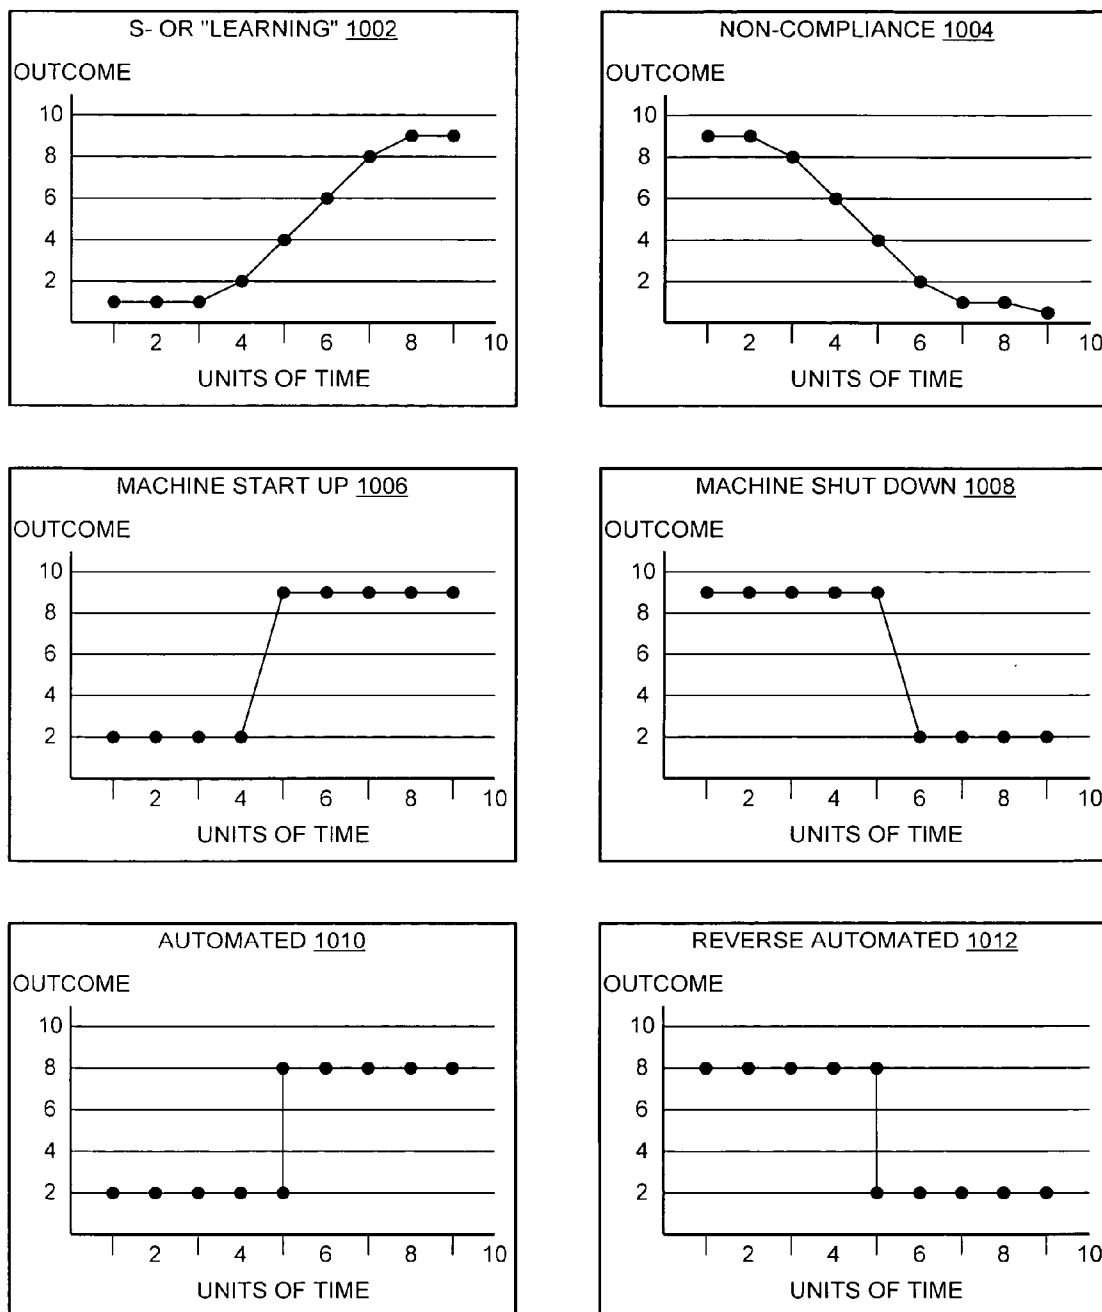 S- OR "LEARNING" 1002
OUTCOME
10
8
6
4
2
2 4 6 8 10
UNITS OF TIME
NON-COMPLIANCE 1004
OUTCOME
10
8
6
4
2
2 4 6 8 10
UNITS OF TIME
MACHINE START UP 1006
OUTCOME
10
8
6
4
2
2 4 6 8 10
UNITS OF TIME
MACHINE SHUT DOWN 1008
OUTCOME
10
8
6
4
2
2 4 6 8 10
UNITS OF TIME
AUTOMATED 1010
OUTCOME
10
8
6
4
2
2 4 6 8 10
UNITS OF TIME
REVERSE AUTOMATED 1012
OUTCOME
10
8
6
4
2
2 4 6 8 10
UNITS OF TIME